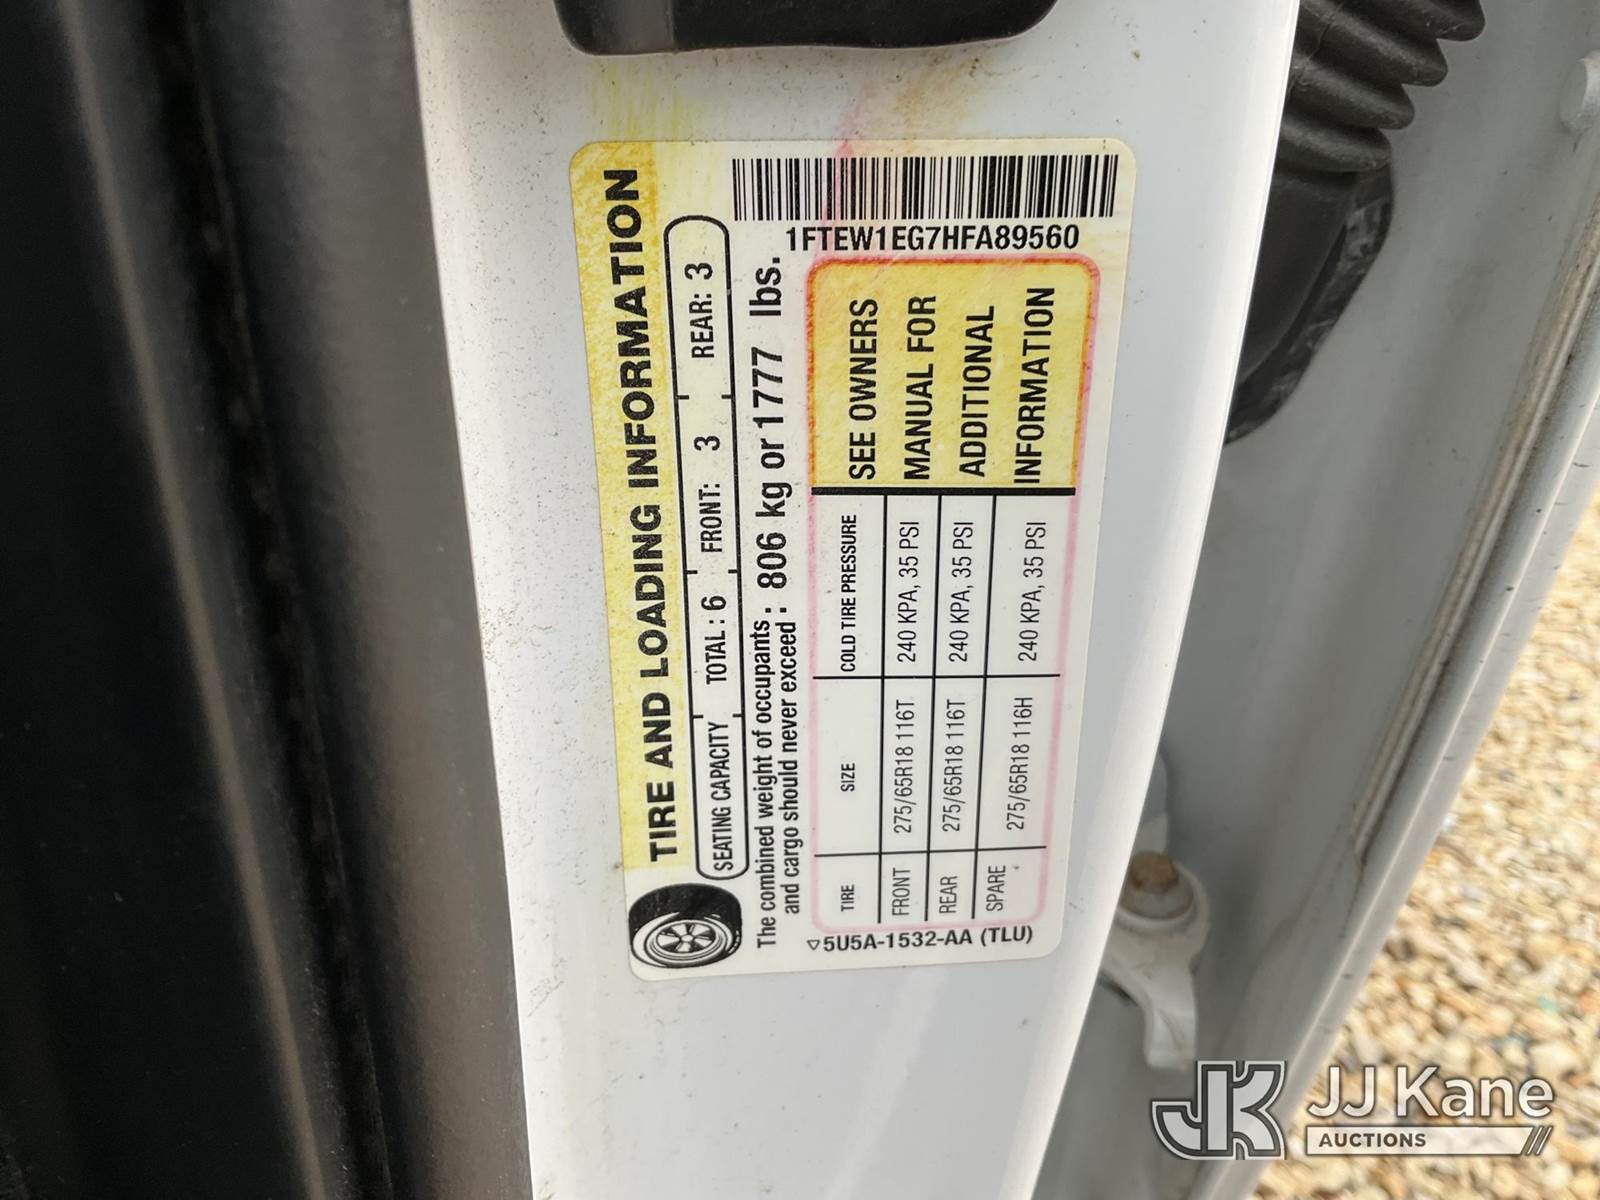 TIRE AND LOADING INFORMATION
SEATING CAPACITY TOTAL : 6 FRONT: 3 REAR: 3
The combined weight of occupants : 806 kg or 1777 lbs.
and cargo should never exceed :
TIRE SIZE COLD TIRE PRESSURE
FRONT 275/65R18 116T 240 KPA, 35 PSI
REAR 275/65R18 116T 240 KPA, 35 PSI
SPARE 275/65R18 116H 240 KPA, 35 PSI
SEE OWNERS
MANUAL FOR
ADDITIONAL
INFORMATION
1FTEW1EG7HFA89560
5U5A-1532-AA (TLU)
JK JJ Kane
AUCTIONS